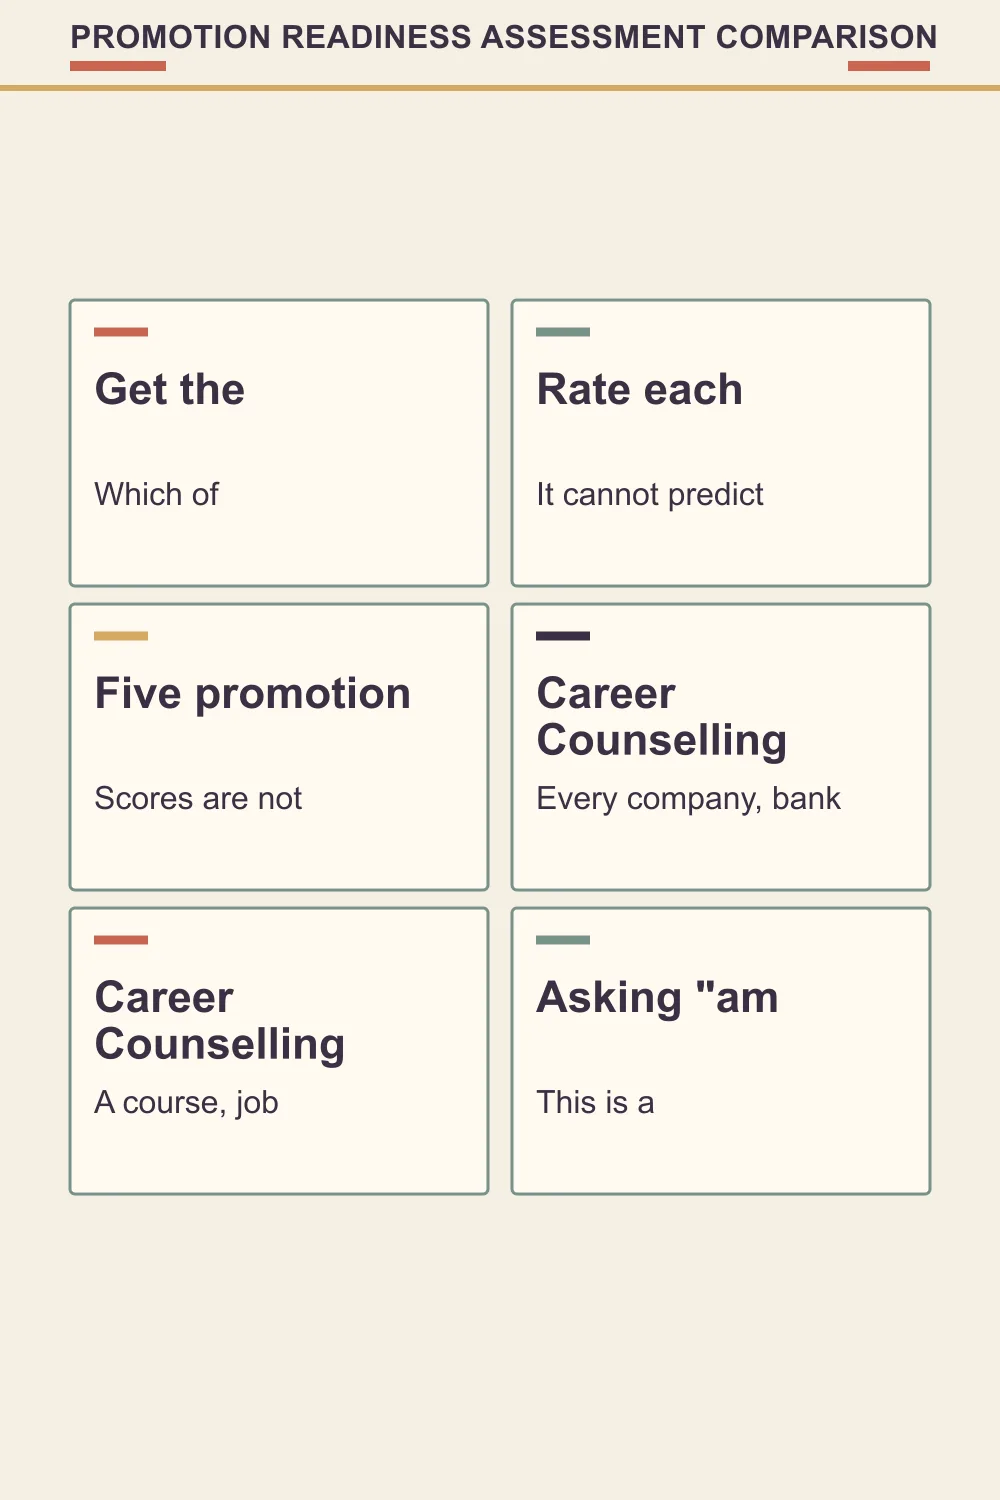 PROMOTION READINESS ASSESSMENT COMPARISON
Get the
Which of
Rate each
It cannot predict
Five promotion
Scores are not
Career
Counselling
Every company, bank
Career
Counselling
A course, job
Asking "am
This is a